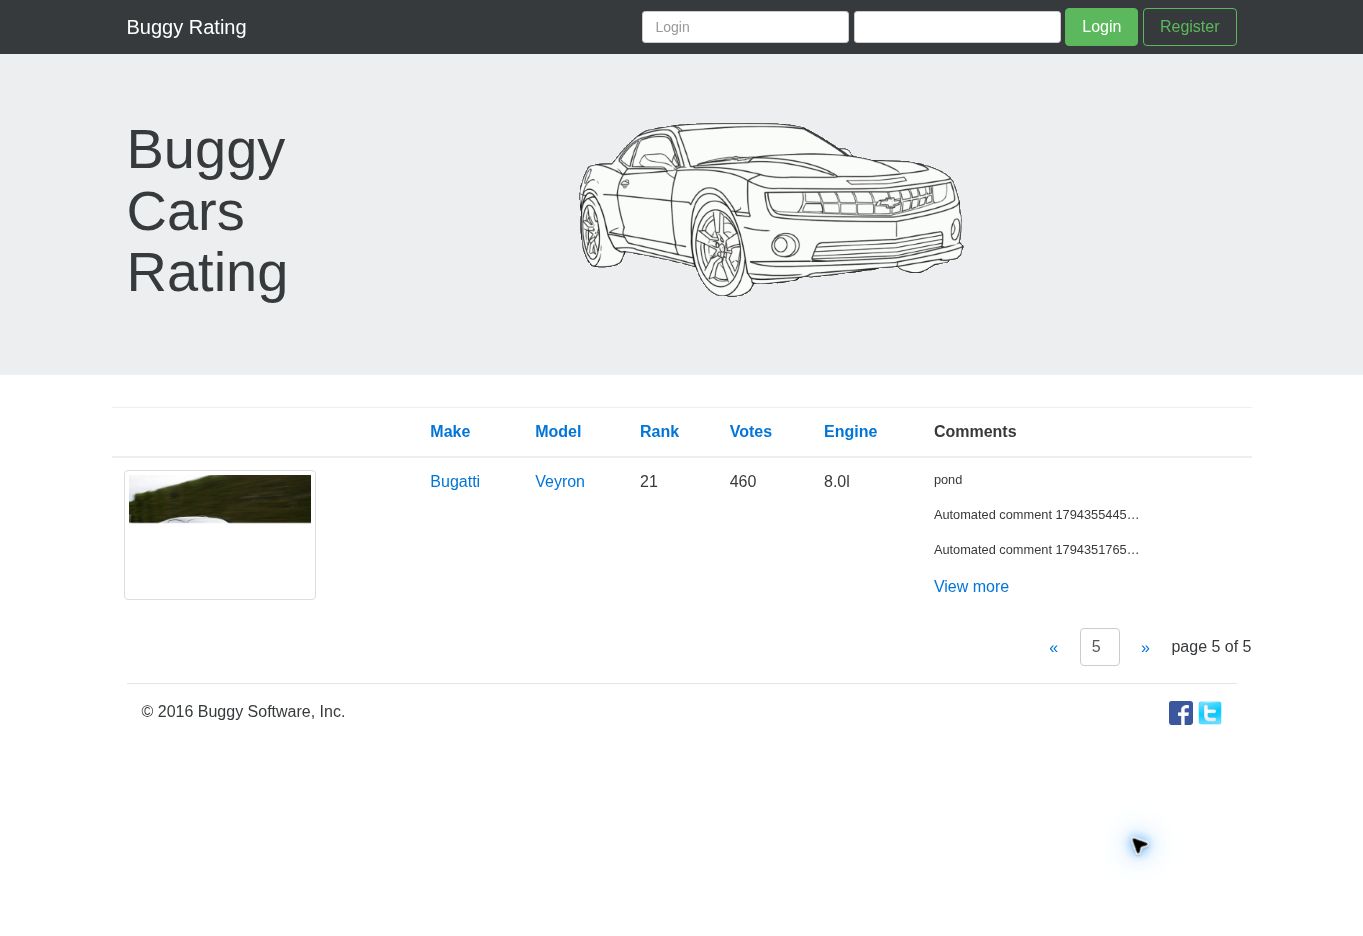 Buggy Rating
Login
Login
Register
Buggy
Cars
Rating
Make Model Rank Votes Engine Comments
Bugatti Veyron 21 460 8.0l pond
Automated comment 1794355445…
Automated comment 1794351765…
View more
« 5 » page 5 of 5
© 2016 Buggy Software, Inc.